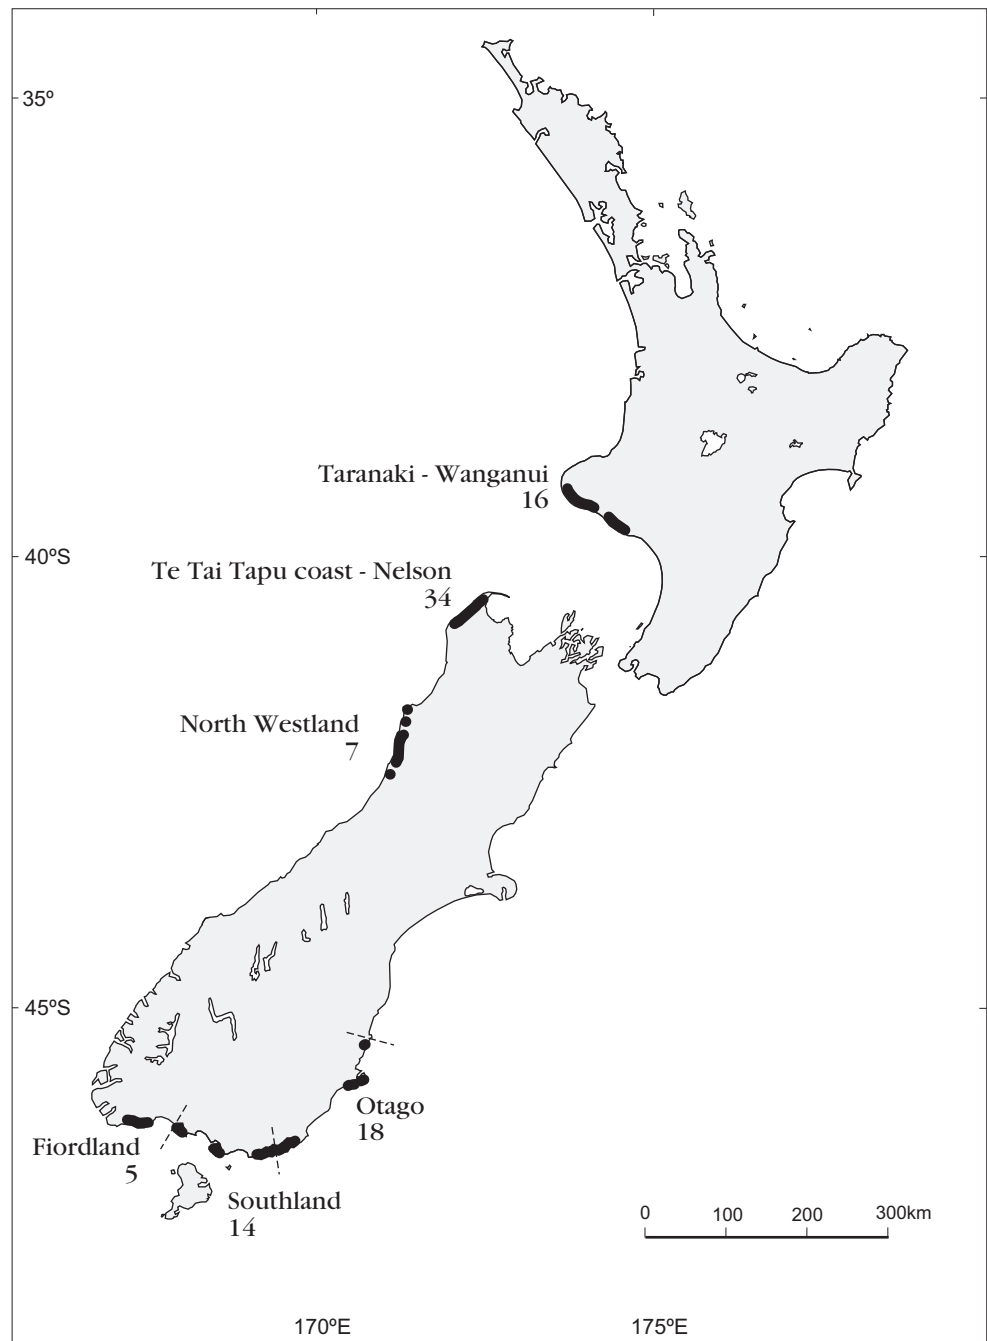 35º
Taranaki - Wanganui
16
40ºS
Te Tai Tapu coast - Nelson
34
North Westland
7
45ºS
Otago
18
Fiordland
5
Southland
14
0 100 200 300km
170ºE 175ºE